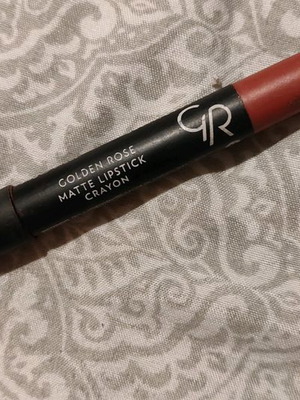 GOLDEN ROSE
MATTE LIPSTICK
CRAYON
GR